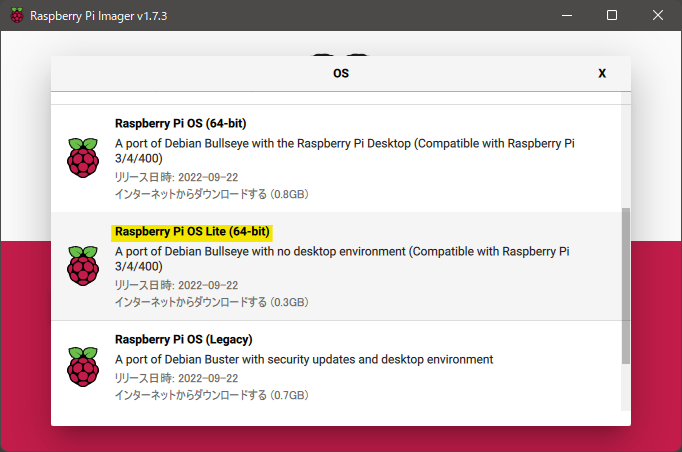 Raspberry Pi Imager v1.7.3
OS
X
Raspberry Pi OS (64-bit)
A port of Debian Bullseye with the Raspberry Pi Desktop (Compatible with Raspberry Pi
3/4/400)
リリース日時: 2022-09-22
インターネットからダウンロードする (0.8GB)
Raspberry Pi OS Lite (64-bit)
A port of Debian Bullseye with no desktop environment (Compatible with Raspberry Pi
3/4/400)
リリース日時: 2022-09-22
インターネットからダウンロードする (0.3GB)
Raspberry Pi OS (Legacy)
A port of Debian Buster with security updates and desktop environment
リリース日時: 2022-09-22
インターネットからダウンロードする (0.7GB)